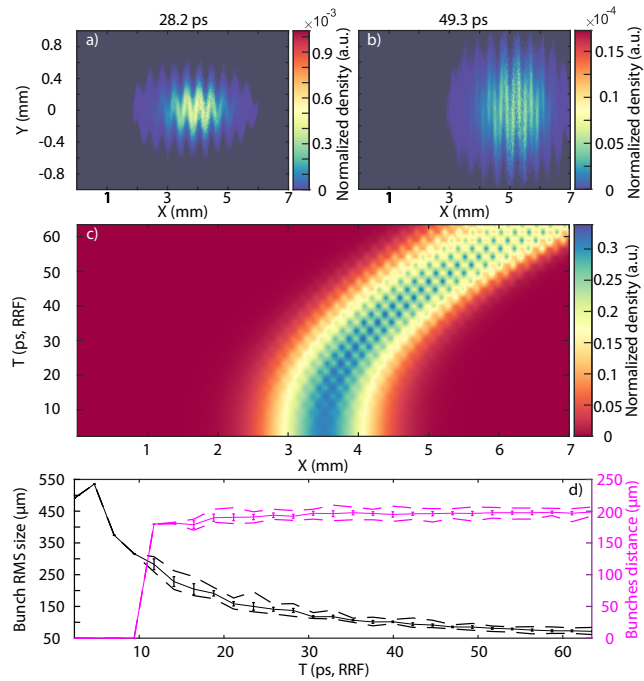 28.2 ps
49.3 ps
×10⁻³
×10⁻⁴
a)
b)
Y (mm)
0.8
0.4
0
-0.4
-0.8
1 3 5 7
X (mm)
0.9
0.6
0.3
0
Normalized density (a.u.)
1 3 5 7
X (mm)
0.15
0.1
0.05
0
Normalized density (a.u.)
c)
T (ps, RRF)
60
50
40
30
20
10
1 2 3 4 5 6 7
X (mm)
0.3
0.25
0.2
0.15
0.1
0.05
0
Normalized density (a.u.)
d)
Bunch RMS size (µm)
550
450
350
250
150
50
10 20 30 40 50 60
T (ps, RRF)
250
200
150
100
50
0
Bunches distance (µm)